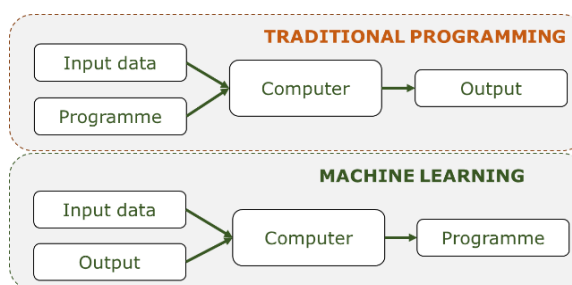 TRADITIONAL PROGRAMMING
Input data
Programme
Computer
Output
MACHINE LEARNING
Input data
Output
Computer
Programme